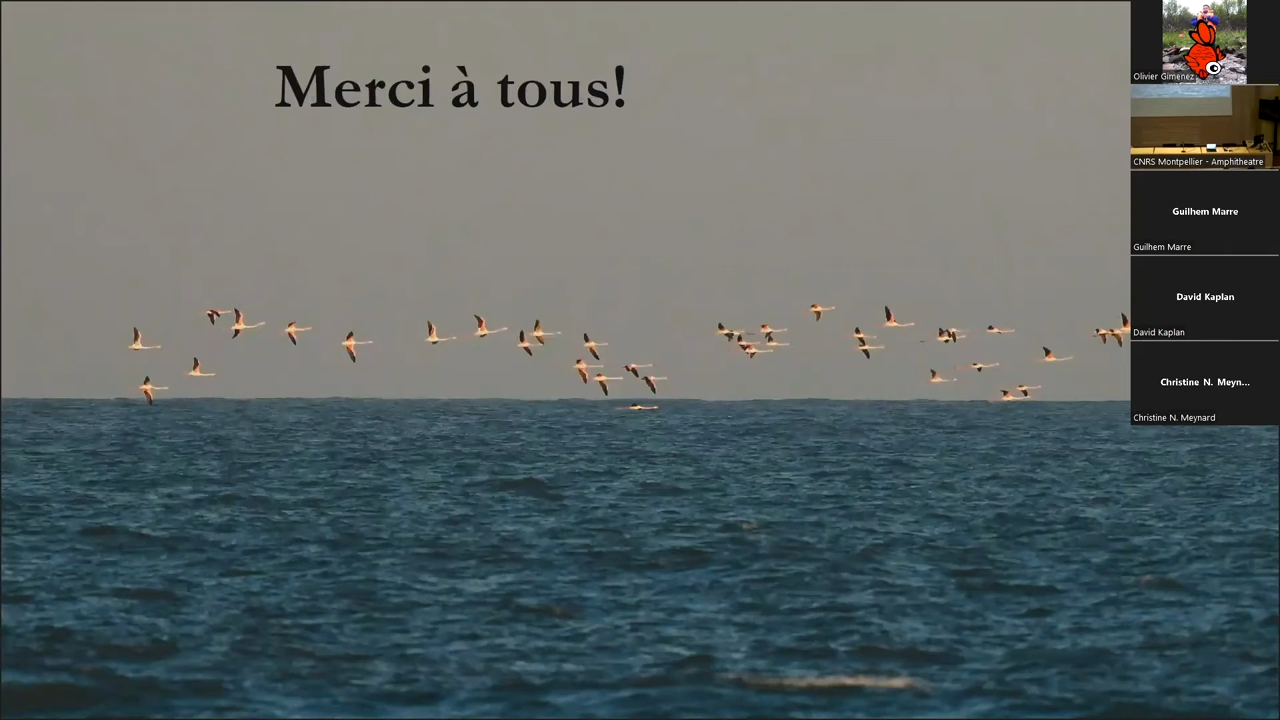 Merci à tous!
Olivier Gimenez
CNRS Montpellier - Amphitheatre
Guilhem Marre
Guilhem Marre
David Kaplan
David Kaplan
Christine N. Meyn...
Christine N. Meynard